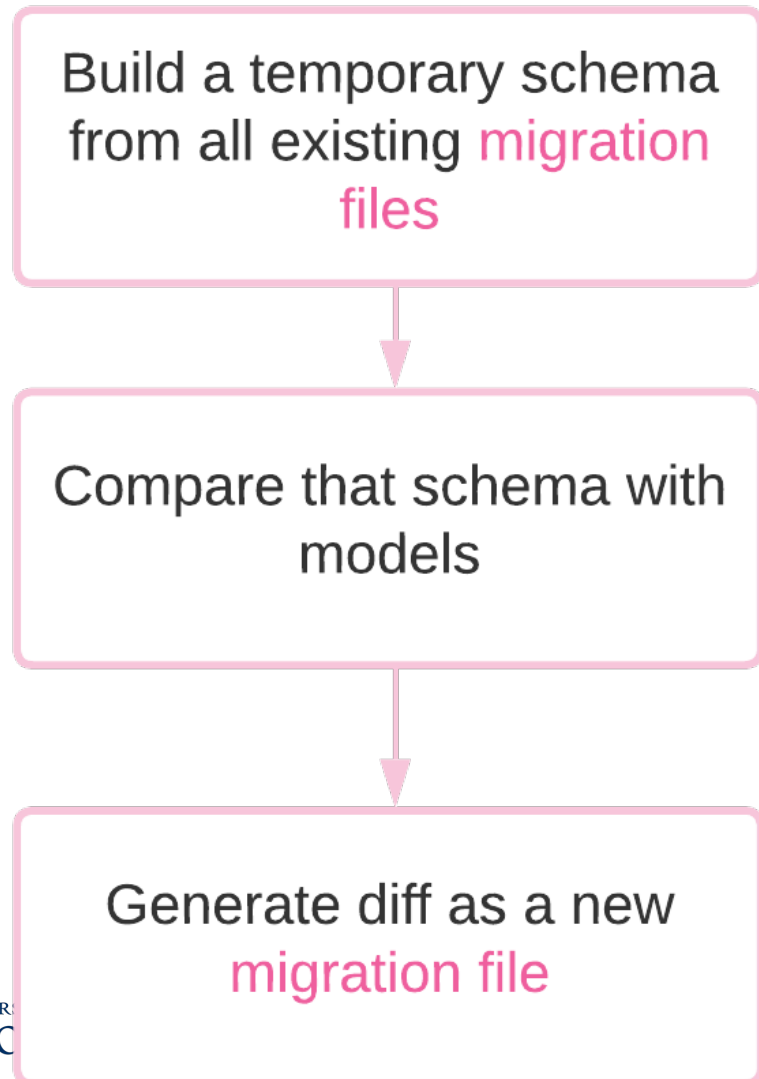 Build a temporary schema
from all existing migration
files
Compare that schema with
models
Generate diff as a new
migration file